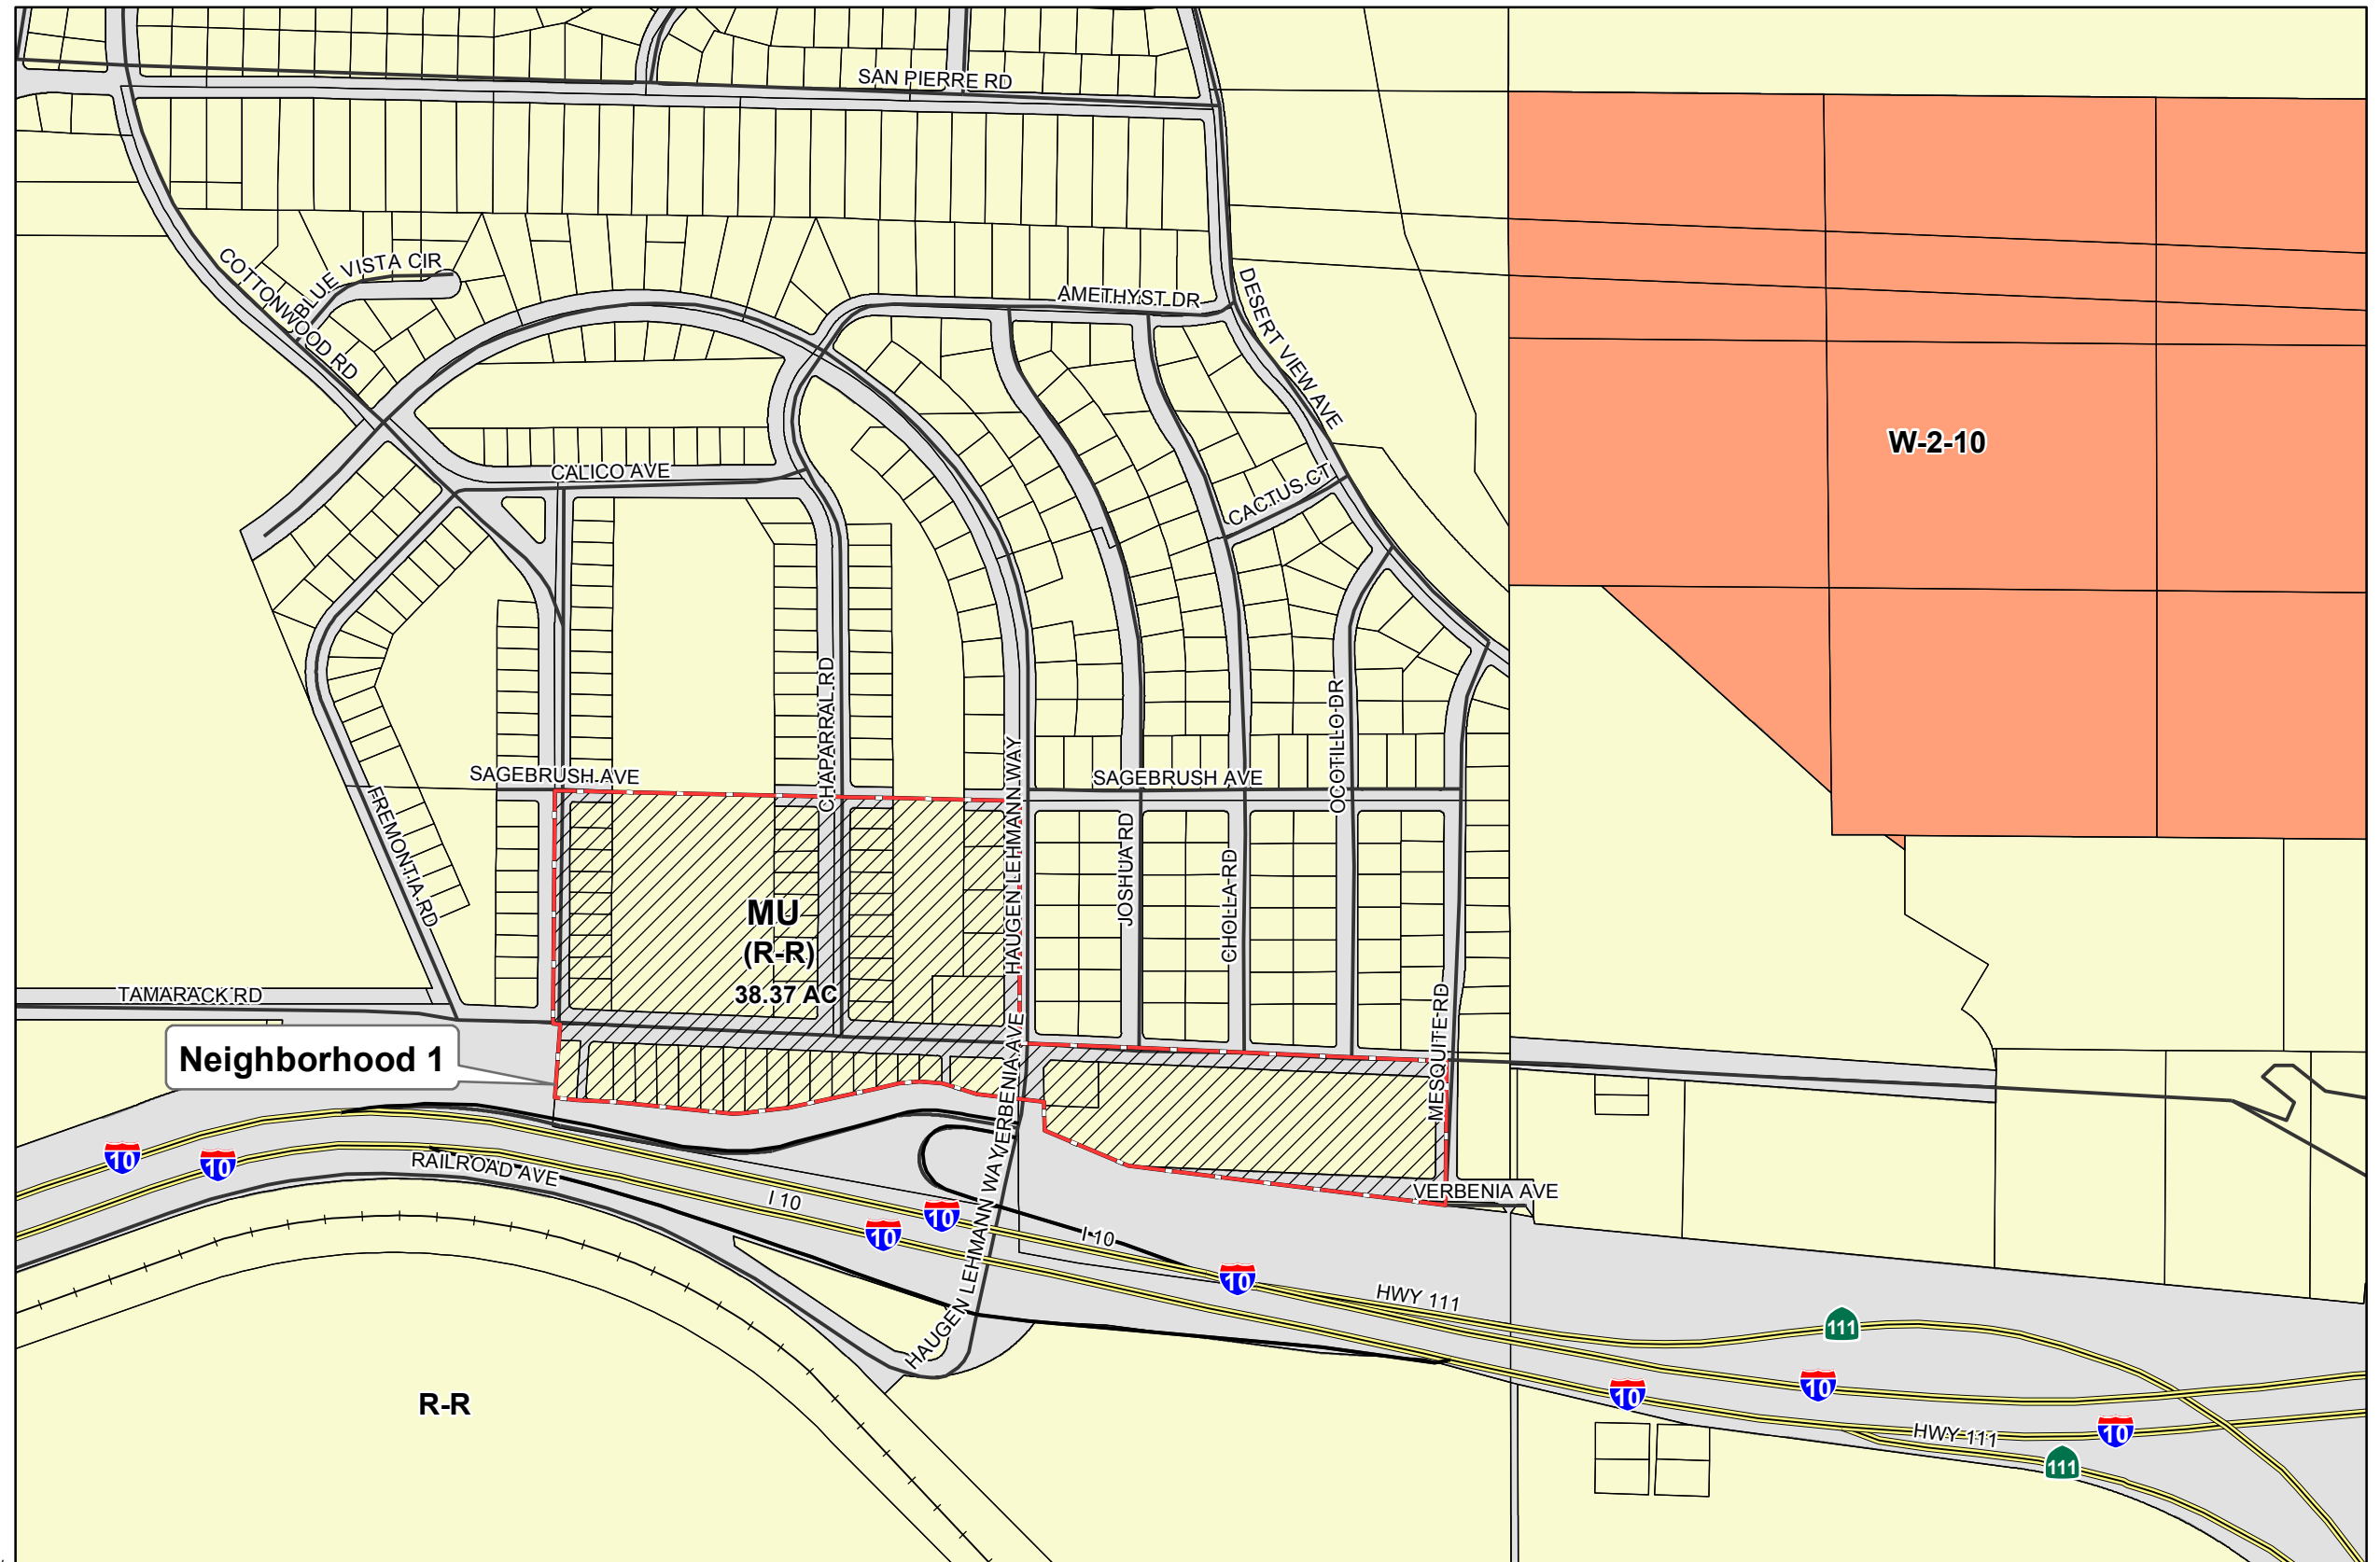 SAN PIERRE RD
BLUE VISTA CIR
COTTONWOOD RD
AMETHYST DR
DESERT VIEW AVE
W-2-10
CALICO AVE
CACTUS CT
CHAPARRAL RD
OCOTILLO DR
HAUGEN LEHMANN WAY
SAGEBRUSH AVE
SAGEBRUSH AVE
FREMONTIA RD
JOSHUA RD
CHOLLA RD
MU
(R-R)
38.37 AC
TAMARACK RD
MESQUITE RD
Neighborhood 1
VERBENIA AVE
10
10
RAILROAD AVE
I 10
VERBENIA AVE
HAUGEN LEHMANN WAY
10
10
I 10
10
HWY 111
111
HAUGEN LEHMANN WAY
R-R
10
10
HWY 111
10
111